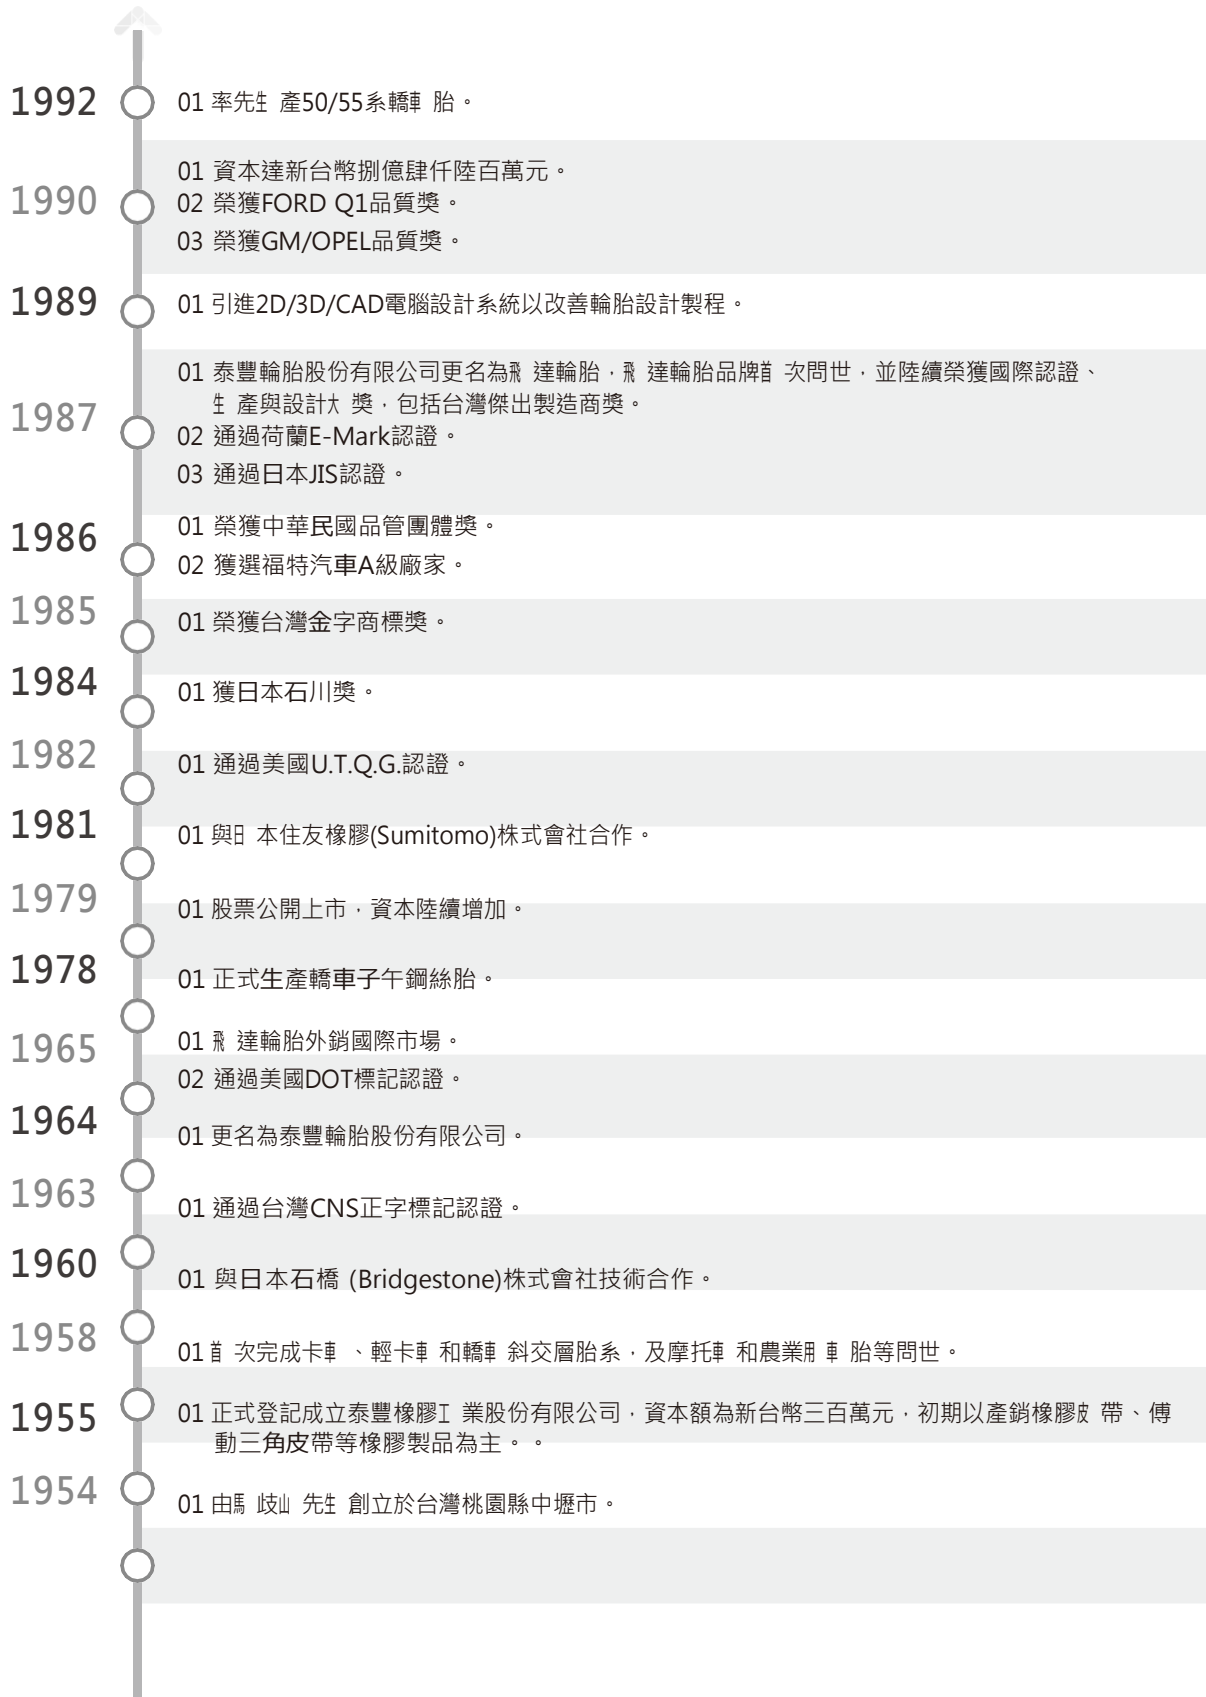 1992
01 率先生 產50/55系轎車 胎。
01 資本達新台幣捌億肆仟陸百萬元。
1990
02 榮獲FORD Q1品質獎。
03 榮獲GM/OPEL品質獎。
1989
01 引進2D/3D/CAD電腦設計系統以改善輪胎設計製程。
01 泰豐輪胎股份有限公司更名為飛 達輪胎，飛 達輪胎品牌首 次問世，並陸續榮獲國際認證、
生 產與設計大 獎，包括台灣傑出製造商獎。
1987
02 通過荷蘭E-Mark認證。
03 通過日本JIS認證。
01 榮獲中華民國品管團體獎。
1986
02 獲選福特汽車A級廠家。
1985
01 榮獲台灣金字商標獎。
1984
01 獲日本石川獎。
1982
01 通過美國U.T.Q.G.認證。
1981
01 與日 本住友橡膠(Sumitomo)株式會社合作。
1979
01 股票公開上市，資本陸續增加。
1978
01 正式生產轎車子午鋼絲胎。
01 飛 達輪胎外銷國際市場。
1965
02 通過美國DOT標記認證。
1964
01 更名為泰豐輪胎股份有限公司。
1963
01 通過台灣CNS正字標記認證。
1960
01 與日本石橋 (Bridgestone)株式會社技術合作。
1958
01 首 次完成卡車 、輕卡車 和轎車 斜交層胎系，及摩托車 和農業用 車 胎等問世。
1955
01 正式登記成立泰豐橡膠工 業股份有限公司，資本額為新台幣三百萬元，初期以產銷橡膠皮 帶、傅
動三角皮帶等橡膠製品為主。。
1954
01 由馬 歧山 先生 創立於台灣桃園縣中壢市。